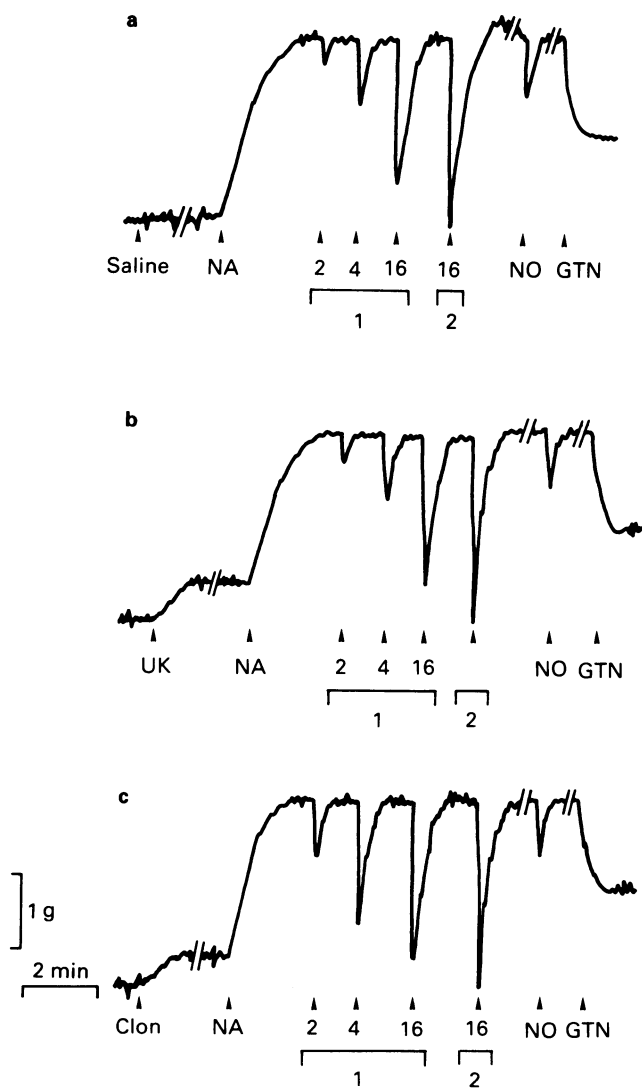 a
Saline NA 2 4 16 16 NO GTN
1 2
b
UK NA 2 4 16 NO GTN
1 2
c
1 g
2 min
Clon NA 2 4 16 16 NO GTN
1 2